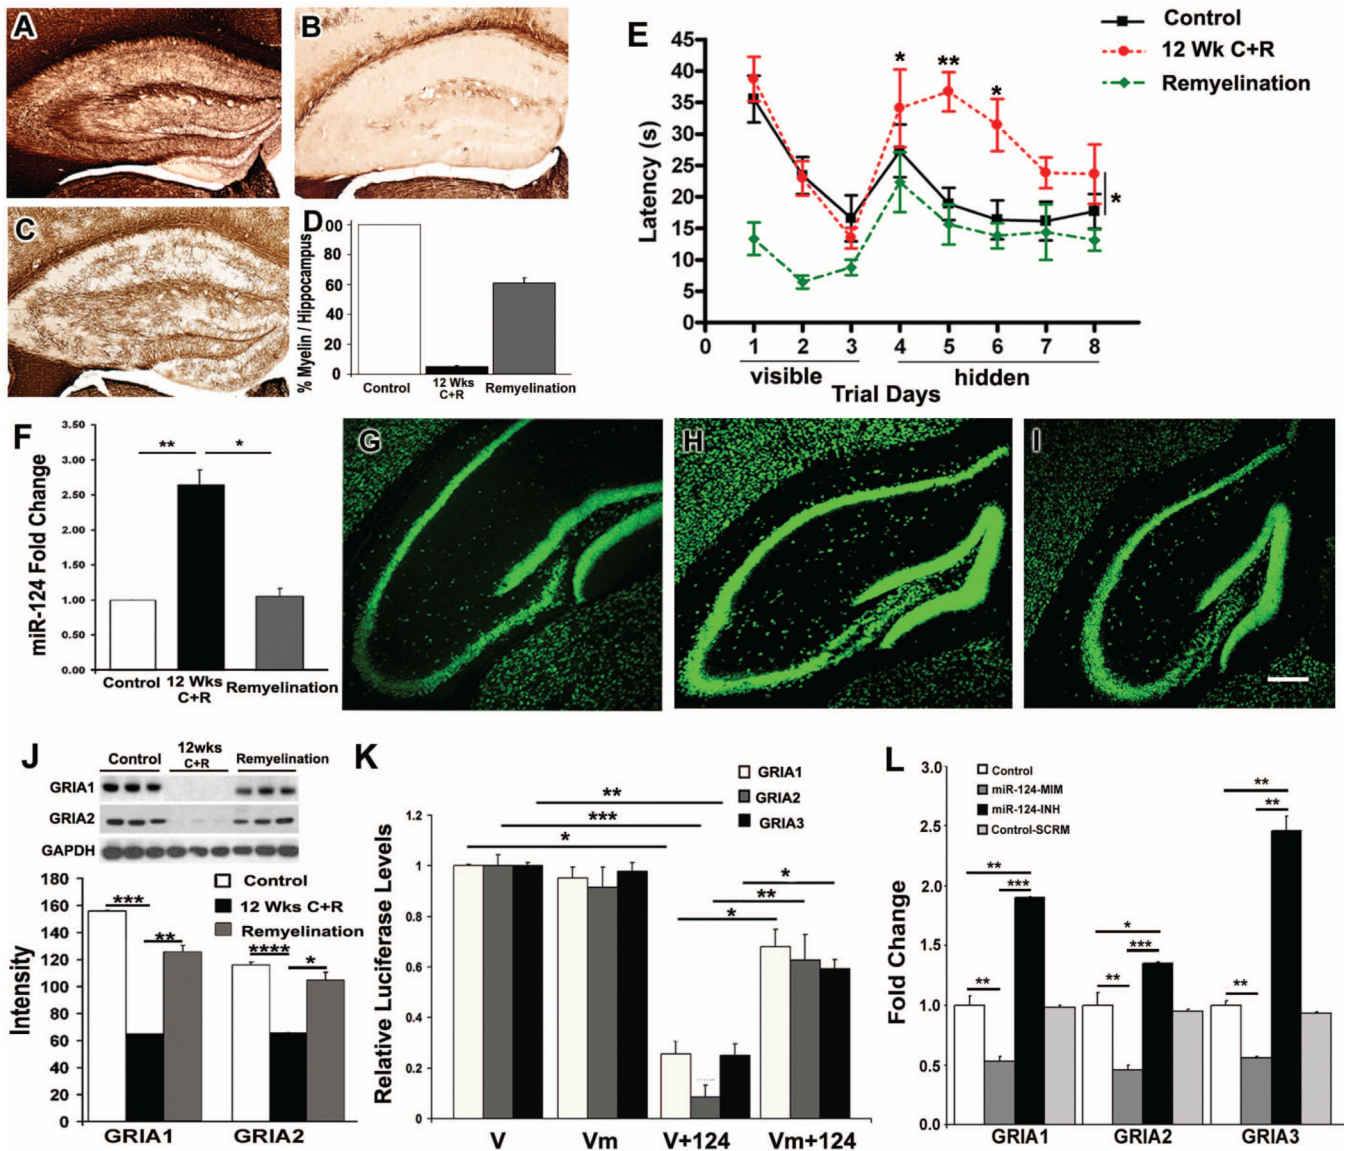 A
B
C
D
% Myelin / Hippocampus
100
80
60
40
20
0
Control
12 Wks
C+R
Remyelination
E
Control
12 Wk C+R
Remyelination
Latency (s)
45
40
35
30
25
20
15
10
5
0
* ** *
*
0 1 2 3 4 5 6 7 8
visible hidden
Trial Days
F
miR-124 Fold Change
3.50
3.00
2.50
2.00
1.00
0.50
0.00
** *
Control
12 Wks
C+R
Remyelination
G
H
I
J
Control
12wks
C+R
Remyelination
GRIA1
GRIA2
GAPDH
Intensity
180
160
140
120
100
80
60
40
20
0
Control
12 Wks C+R
Remyelination
***
**
****
*
GRIA1 GRIA2
K
GRIA1
GRIA2
GRIA3
Relative Luciferase Levels
1.2
1
0.8
0.6
0.4
0.2
0
**
***
*
*
**
*
V Vm V+124 Vm+124
L
Control
miR-124-MIM
miR-124-INH
Control-SCRM
Fold Change
3.0
2.5
2.0
1.5
1.0
0.5
0.0
**
***
**
*
***
**
**
**
**
GRIA1 GRIA2 GRIA3